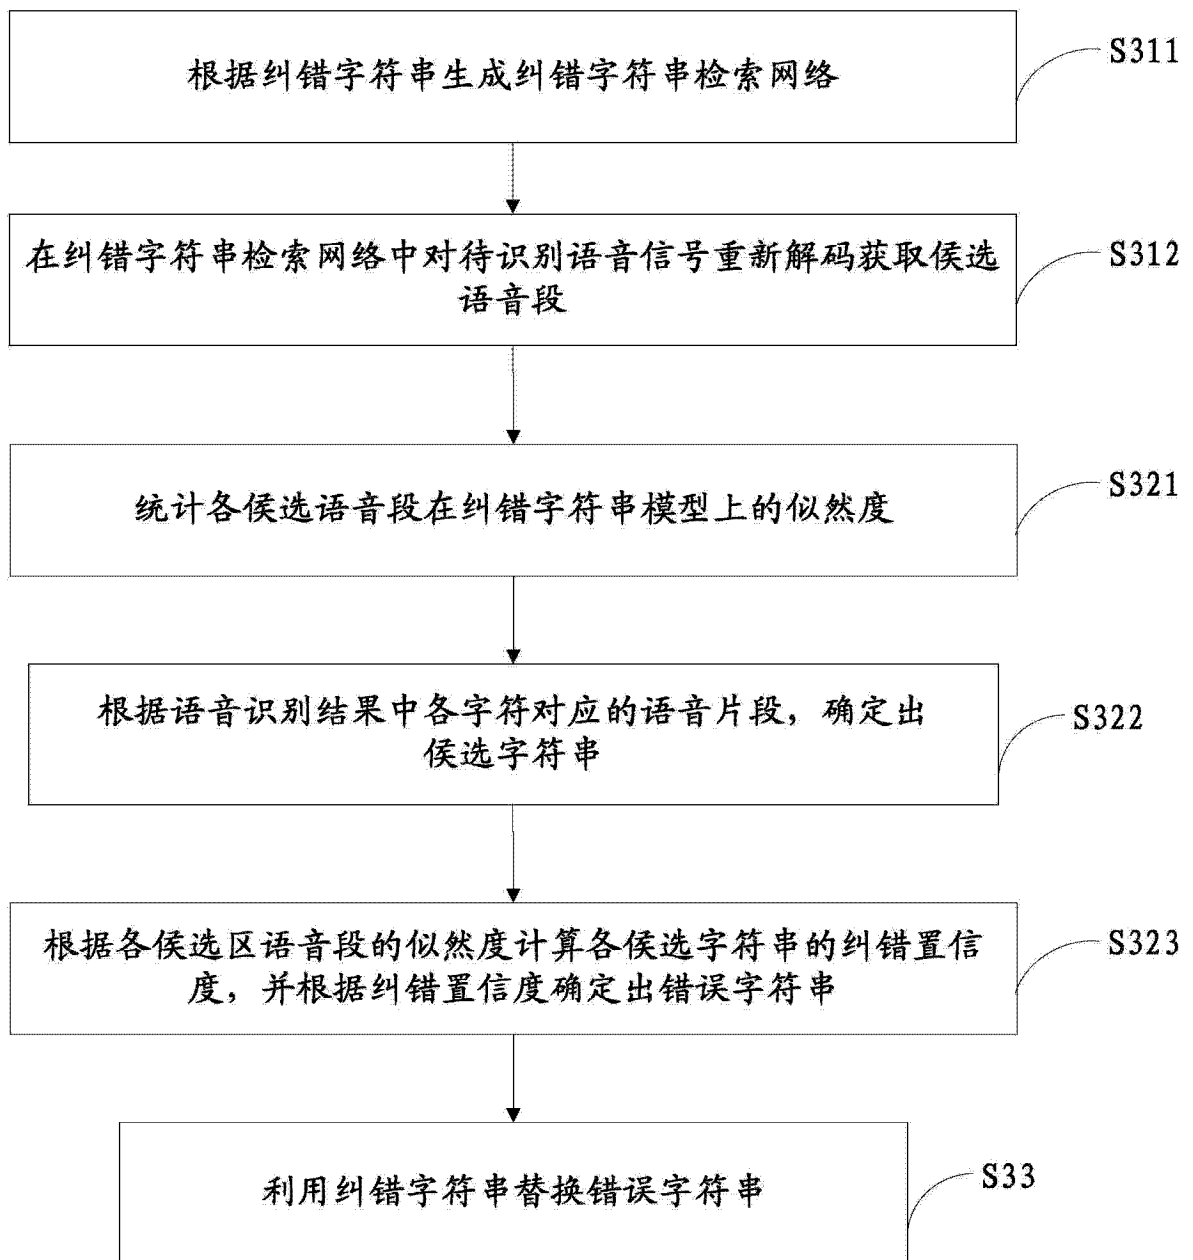 根据纠错字符串生成纠错字符串检索网络
S311
在纠错字符串检索网络中对待识别语音信号重新解码获取侯选
语音段
S312
统计各侯选语音段在纠错字符串模型上的似然度
S321
根据语音识别结果中各字符对应的语音片段，确定出
侯选字符串
S322
根据各侯选区语音段的似然度计算各侯选字符串的纠错置信
度，并根据纠错置信度确定出错误字符串
S323
利用纠错字符串替换错误字符串
S33